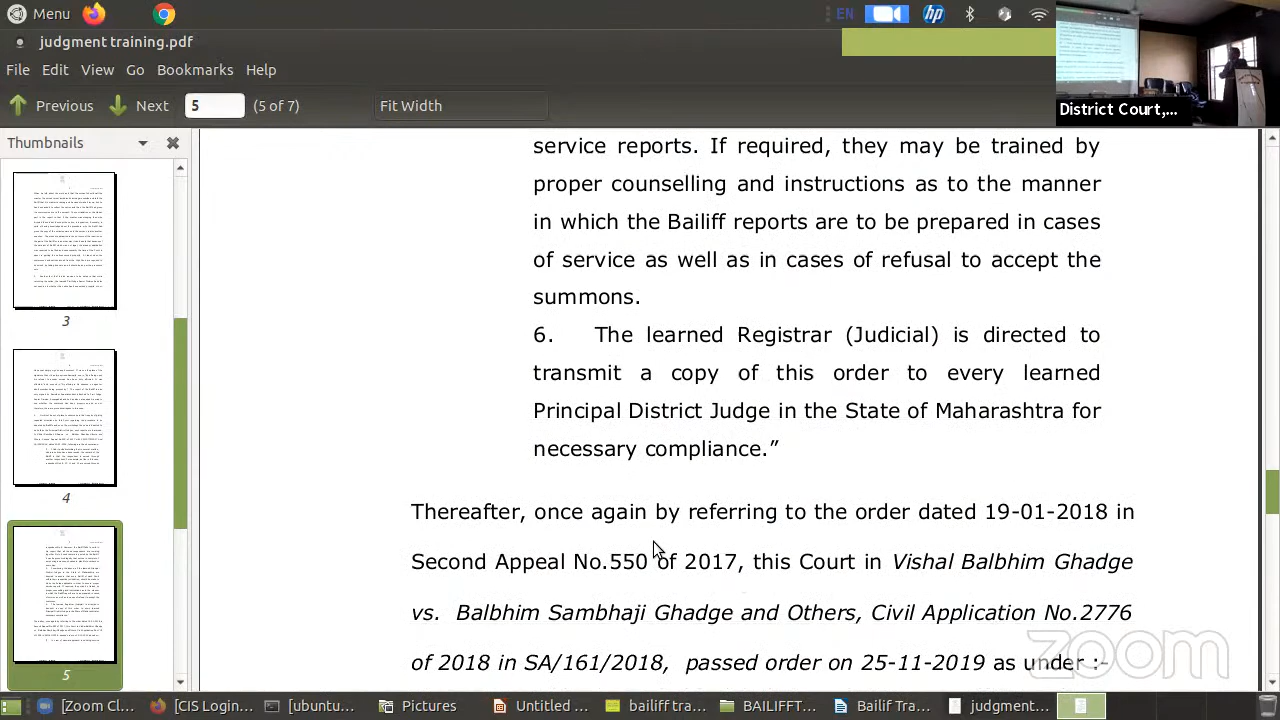 Menu
EN
judgment training.pdf
File Edit View Go Bookmarks Help
Previous Next 5 (5 of 7) Fit Width
District Court,...
Thumbnails
3
4
5
service reports. If required, they may be trained by
proper counselling and instructions as to the manner
in which the Bailiff reports are to be prepared in cases
of service as well as in cases of refusal to accept the
summons.
6. The learned Registrar (Judicial) is directed to
transmit a copy of this order to every learned
Principal District Judge in the State of Maharashtra for
necessary compliance.”
Thereafter, once again by referring to the order dated 19-01-2018 in
Second Appeal No.550 of 2017, this Court in Vishal Balbhim Ghadge
vs. Balbhim Sambhaji Ghadge and Others, Civil Application No.2776
of 2018 in SA/161/2018, passed order on 25-11-2019 as under :-
zoom
[Zoom Cl... [CIS Login... [ubuntu... Pictures Untitled ... bailiff tra... BAILIFFT... Bailif Tra... judgment...